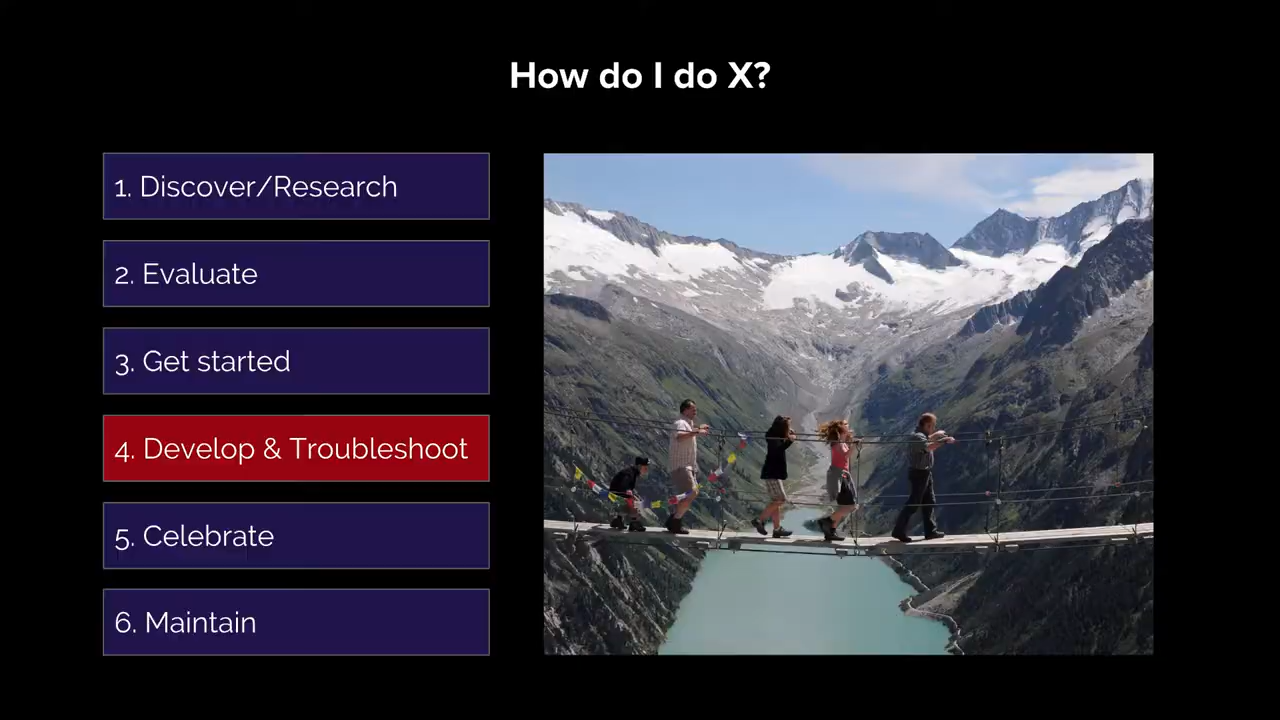 How do I do X?
1. Discover/Research
2. Evaluate
3. Get started
4. Develop & Troubleshoot
5. Celebrate
6. Maintain